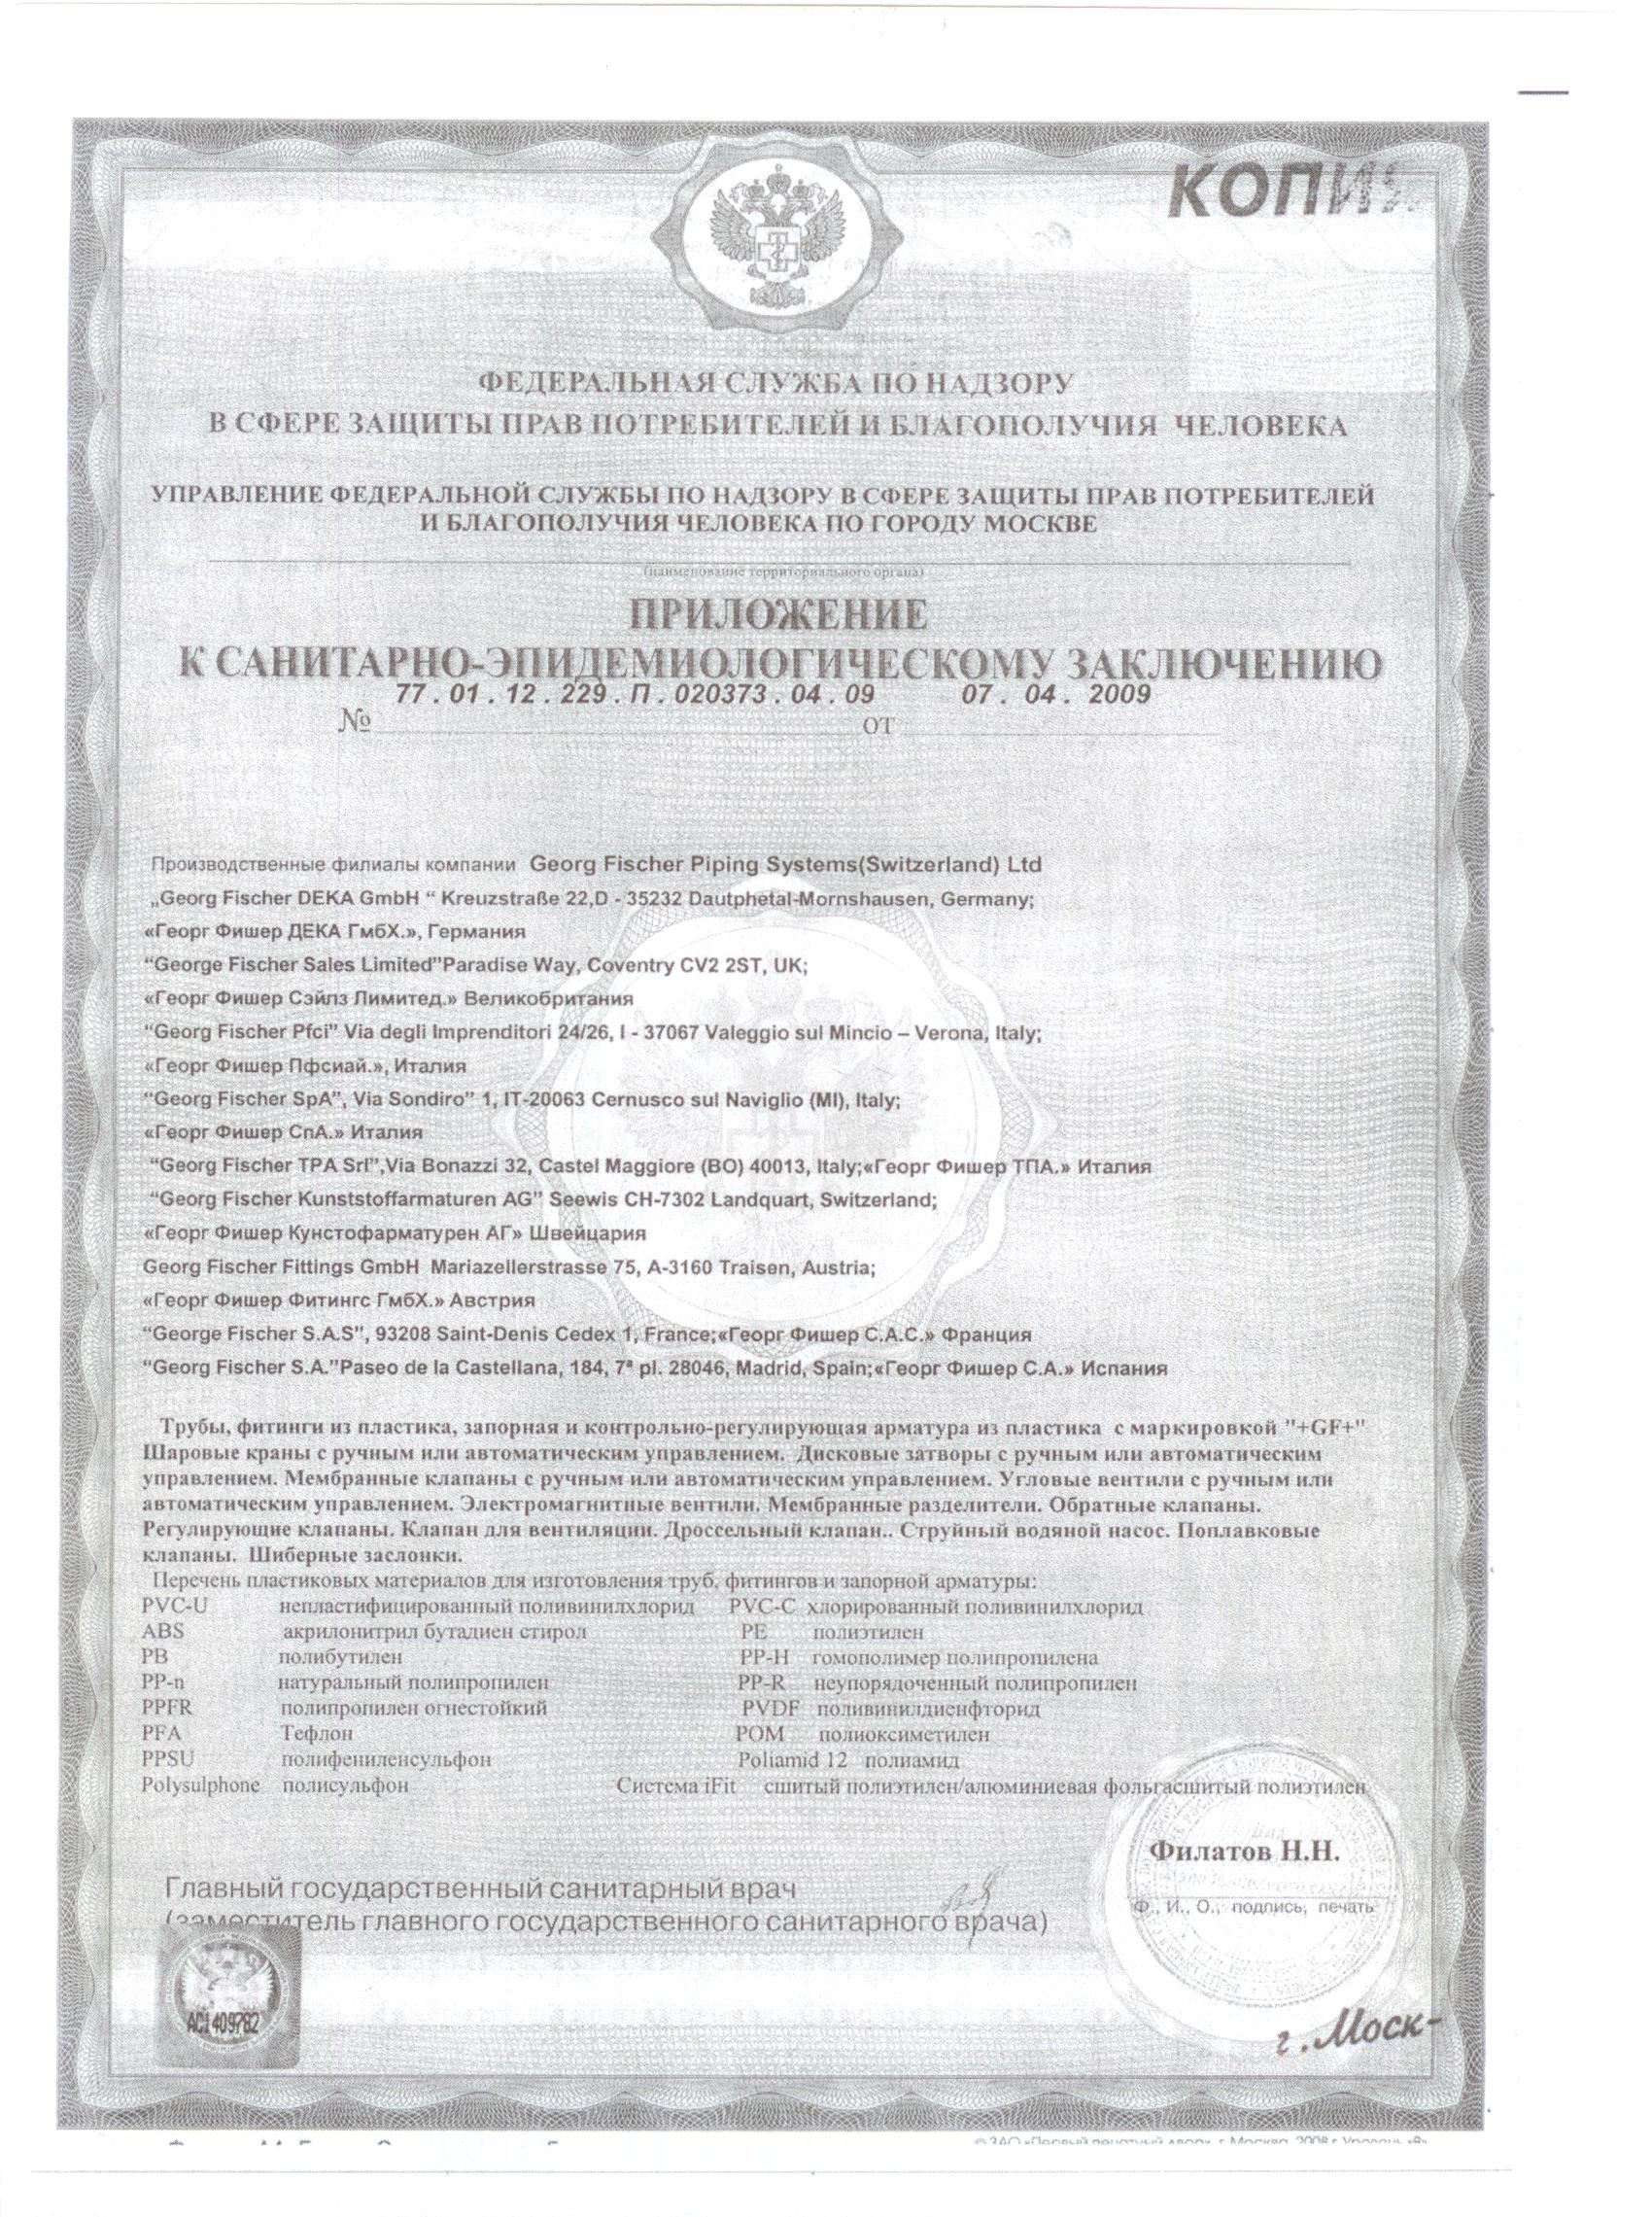 КОПИЯ
ФЕДЕРАЛЬНАЯ СЛУЖБА ПО НАДЗОРУ
В СФЕРЕ ЗАЩИТЫ ПРАВ ПОТРЕБИТЕЛЕЙ И БЛАГОПОЛУЧИЯ ЧЕЛОВЕКА
УПРАВЛЕНИЕ ФЕДЕРАЛЬНОЙ СЛУЖБЫ ПО НАДЗОРУ В СФЕРЕ ЗАЩИТЫ ПРАВ ПОТРЕБИТЕЛЕЙ
И БЛАГОПОЛУЧИЯ ЧЕЛОВЕКА ПО ГОРОДУ МОСКВЕ
(наименование территориального органа)
ПРИЛОЖЕНИЕ
К САНИТАРНО-ЭПИДЕМИОЛОГИЧЕСКОМУ ЗАКЛЮЧЕНИЮ
№ 77.01.12.229.П.020373.04.09 от 07.04.2009
Производственные филиалы компании Georg Fischer Piping Systems(Switzerland) Ltd
„Georg Fischer DEKA GmbH “ Kreuzstraße 22,D - 35232 Dautphetal-Mornshausen, Germany;
«Георг Фишер ДЕКА ГмбХ.», Германия
“George Fischer Sales Limited”Paradise Way, Coventry CV2 2ST, UK;
«Георг Фишер Сэйлз Лимитед.» Великобритания
“Georg Fischer Pfci” Via degli Imprenditori 24/26, I - 37067 Valeggio sul Mincio – Verona, Italy;
«Георг Фишер Пфсиай.», Италия
“Georg Fischer SpA”, Via Sondiro” 1, IT-20063 Cernusco sul Naviglio (MI), Italy;
«Георг Фишер СпА.» Италия
“Georg Fischer TPA Srl”,Via Bonazzi 32, Castel Maggiore (BO) 40013, Italy;«Георг Фишер ТПА.» Италия
“Georg Fischer Kunststoffarmaturen AG” Seewis CH-7302 Landquart, Switzerland;
«Георг Фишер Кунстофарматурен АГ» Швейцария
Georg Fischer Fittings GmbH Mariazellerstrasse 75, A-3160 Traisen, Austria;
«Георг Фишер Фитингс ГмбХ.» Австрия
“George Fischer S.A.S”, 93208 Saint-Denis Cedex 1, France;«Георг Фишер С.А.С.» Франция
“Georg Fischer S.A.”Paseo de la Castellana, 184, 7ª pl. 28046, Madrid, Spain;«Георг Фишер С.А.» Испания
Трубы, фитинги из пластика, запорная и контрольно-регулирующая арматура из пластика с маркировкой "+GF+"
Шаровые краны с ручным или автоматическим управлением. Дисковые затворы с ручным или автоматическим
управлением. Мембранные клапаны с ручным или автоматическим управлением. Угловые вентили с ручным или
автоматическим управлением. Электромагнитные вентили. Мембранные разделители. Обратные клапаны.
Регулирующие клапаны. Клапан для вентиляции. Дроссельный клапан.. Струйный водяной насос. Поплавковые
клапаны. Шиберные заслонки.
Перечень пластиковых материалов для изготовления труб, фитингов и запорной арматуры:
PVC-U непластифицированный поливинилхлорид PVC-C хлорированный поливинилхлорид
ABS акрилонитрил бутадиен стирол PE полиэтилен
PB полибутилен PP-H гомополимер полипропилена
PP-n натуральный полипропилен PP-R неупорядоченный полипропилен
PPFR полипропилен огнестойкий PVDF поливинилдиенфторид
PFA Тефлон POM полиоксиметилен
PPSU полифениленсульфон Poliamid 12 полиамид
Polysulphone полисульфон Система iFit сшитый полиэтилен/алюминиевая фольгасшитый полиэтилен
Филатов Н.Н.
Главный государственный санитарный врач
(заместитель главного государственного санитарного врача)
Ф., И., О., подпись, печать
АС1409782
г.Моск-
© ЗАО «Первый печатный двор», г. Москва, 2008 г. Уровень «В»